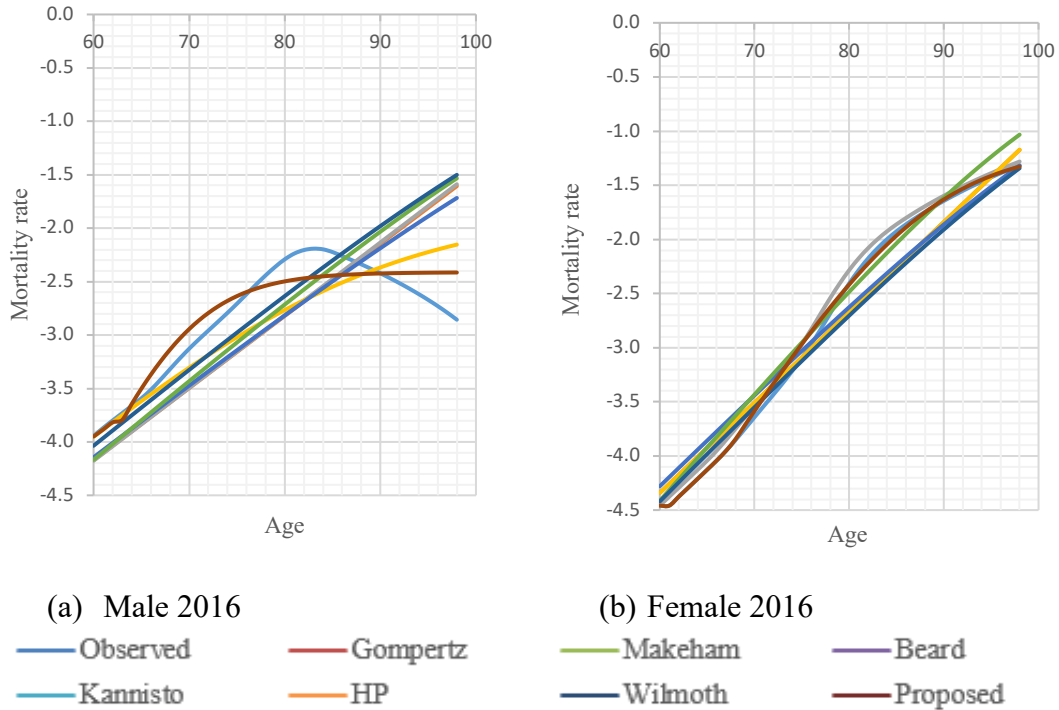 0.0
60 70 80 90 100
-0.5
-1.0
-1.5
-2.0
-2.5
-3.0
-3.5
-4.0
-4.5
Mortality rate
Age
0.0
60 70 80 90 100
-0.5
-1.0
-1.5
-2.0
-2.5
-3.0
-3.5
-4.0
-4.5
Mortality rate
Age
(a) Male 2016 (b) Female 2016
Observed Gompertz Makeham Beard
Kannisto HP Wilmoth Proposed